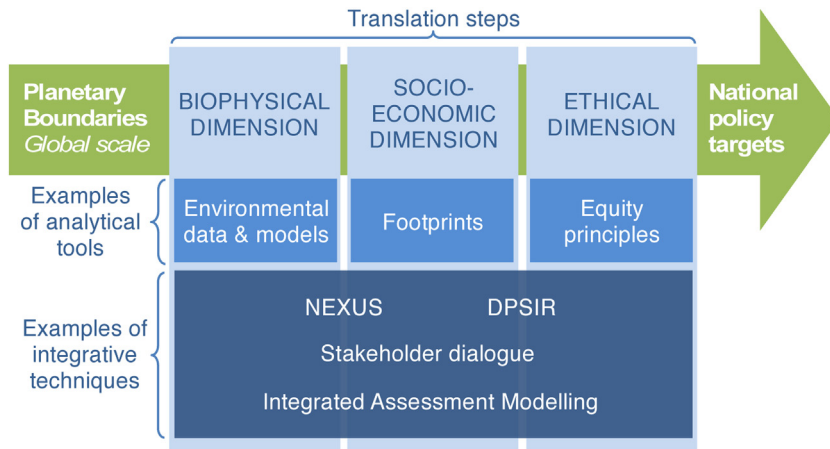 Translation steps
Planetary
Boundaries
Global scale
BIOPHYSICAL
DIMENSION
SOCIO-
ECONOMIC
DIMENSION
ETHICAL
DIMENSION
National
policy
targets
Examples
of analytical
tools
Environmental
data & models
Footprints
Equity
principles
Examples of
integrative
techniques
NEXUS DPSIR
Stakeholder dialogue
Integrated Assessment Modelling